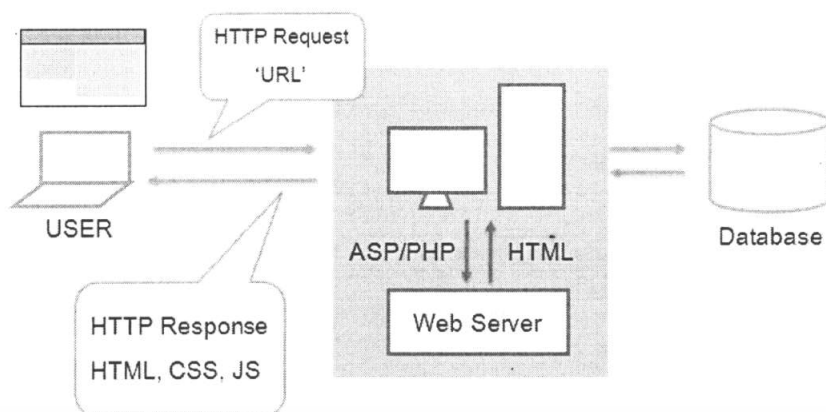 HTTP Request
'URL'
USER
ASP/PHP
HTML
Database
Web Server
HTTP Response
HTML, CSS, JS